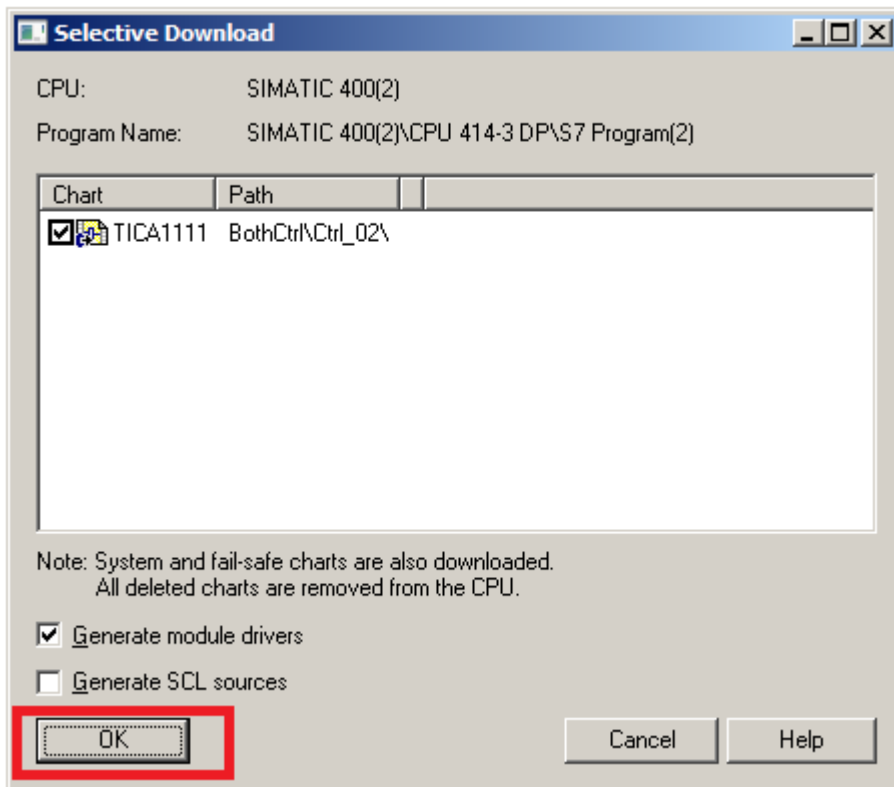 Selective Download
CPU: SIMATIC 400(2)
Program Name: SIMATIC 400(2)\CPU 414-3 DP\S7 Program(2)
Chart Path
TICA1111 BothCtrl\Ctrl_02\
Note: System and fail-safe charts are also downloaded.
All deleted charts are removed from the CPU.
Generate module drivers
Generate SCL sources
OK Cancel Help